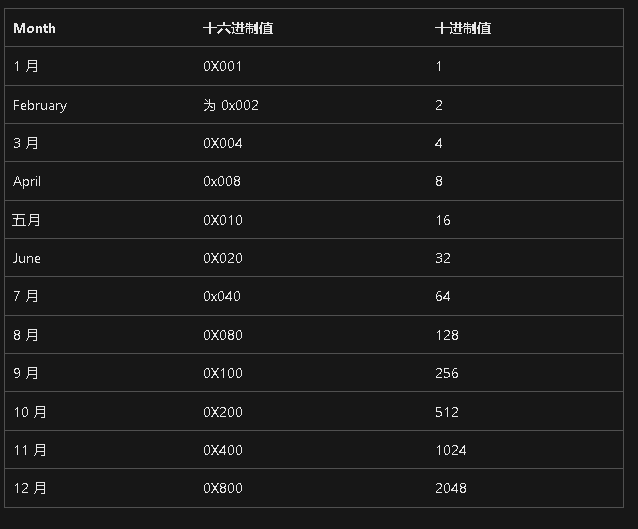 Month 十六进制值 十进制值
1 月 0X001 1
February 为 0x002 2
3 月 0X004 4
April 0x008 8
五月 0X010 16
June 0X020 32
7 月 0x040 64
8 月 0X080 128
9 月 0X100 256
10 月 0X200 512
11 月 0X400 1024
12 月 0X800 2048